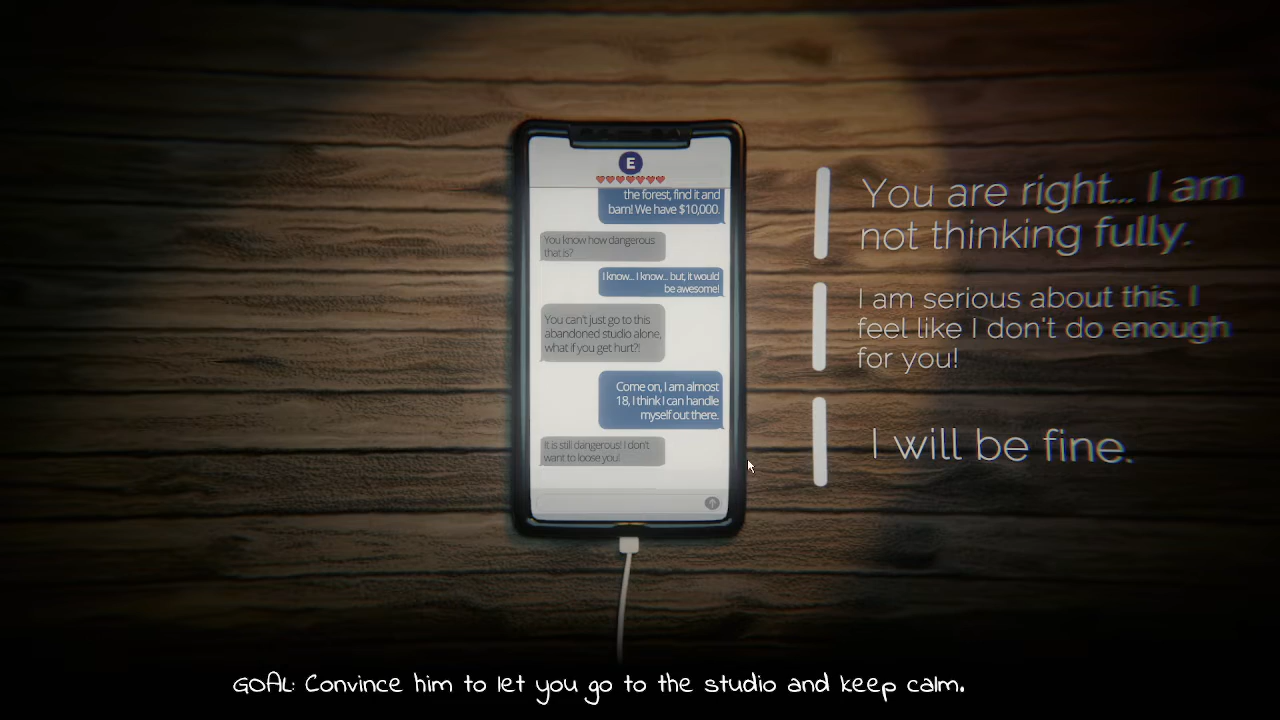 E
the forest, find it and
bam! We have $10,000.
You know how dangerous
that is?
I know... I know... but, it would
be awesome!
You can't just go to this
abandoned studio alone,
what if you get hurt?!
Come on, I am almost
18, I think I can handle
myself out there.
It is still dangerous! I don't
want to loose you!
You are right... I am
not thinking fully.
I am serious about this. I
feel like I don't do enough
for you!
I will be fine.
GOAL: Convince him to let you go to the studio and keep calm.